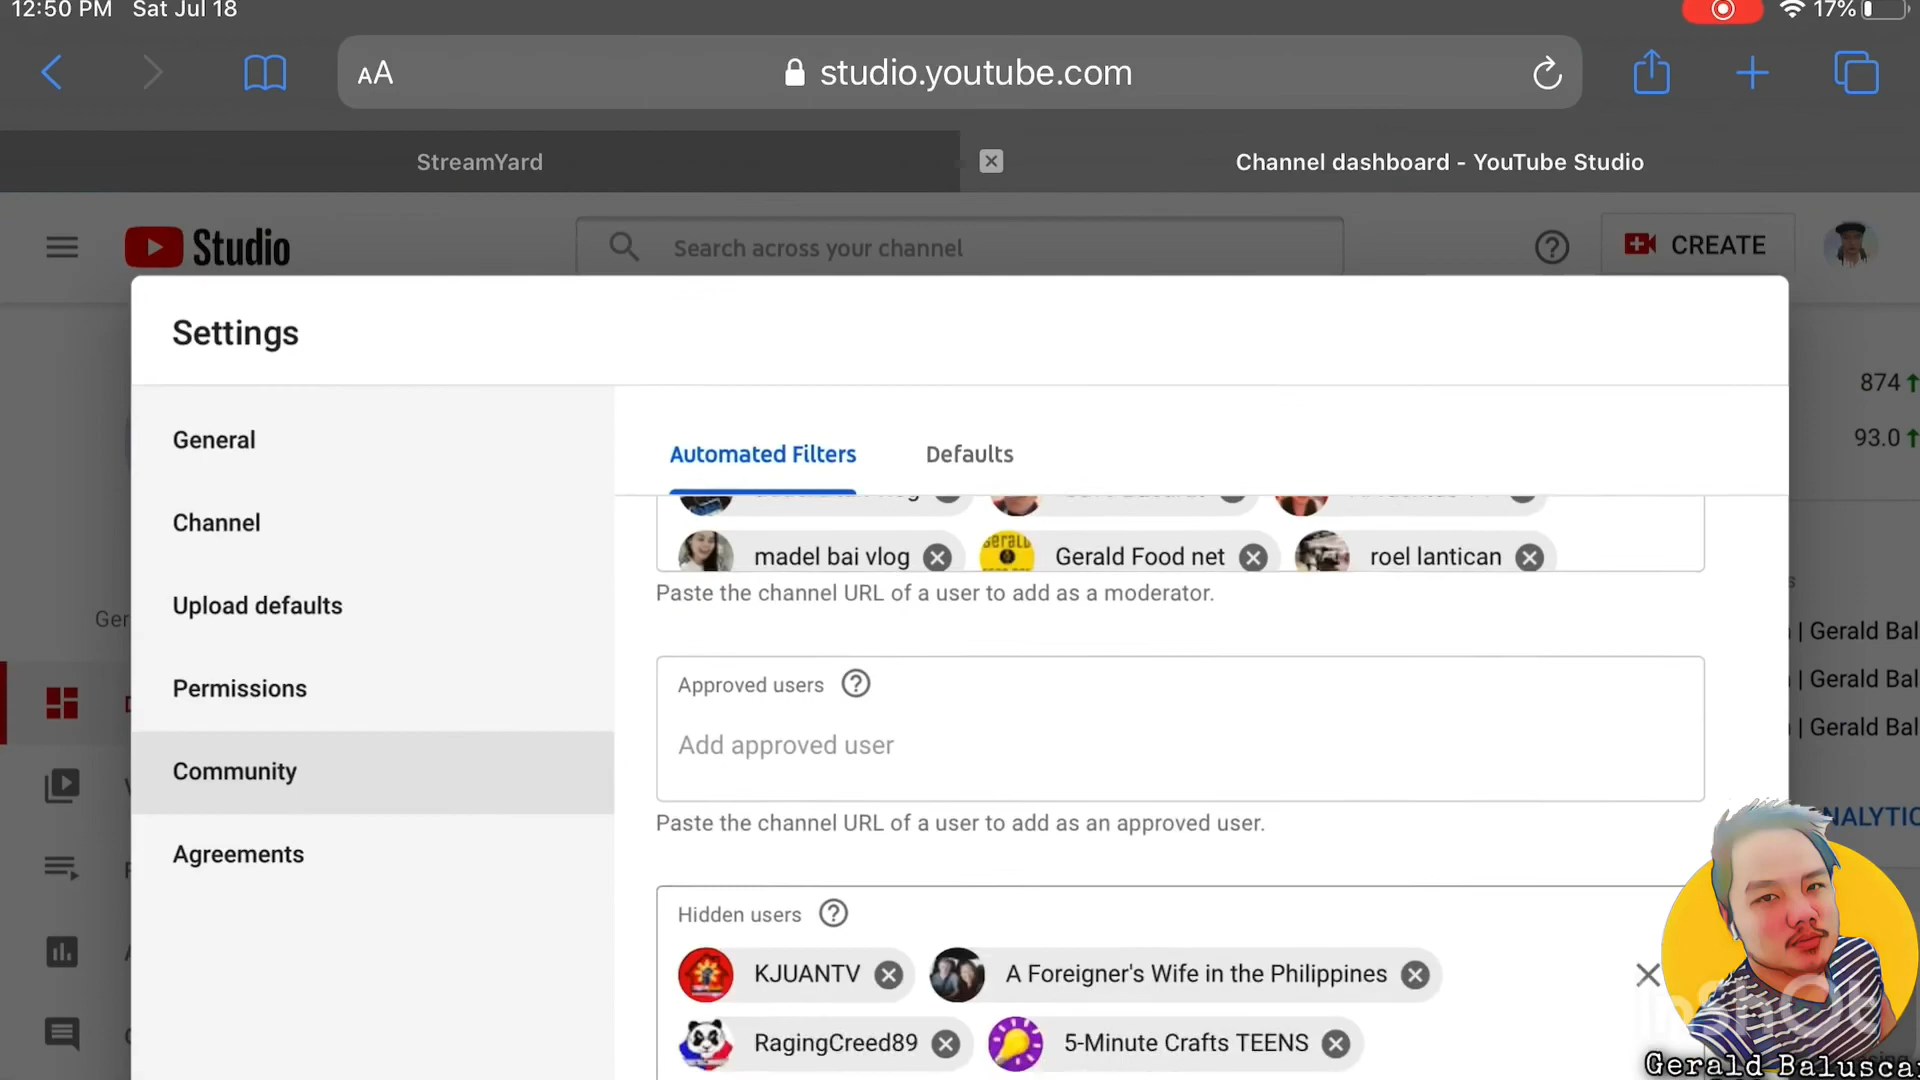 12:50 PM Sat Jul 18 17%
AA studio.youtube.com
StreamYard Channel dashboard - YouTube Studio
Studio Search across your channel CREATE
Settings
874
93.0
General
Channel
Upload defaults
Permissions
Community
Agreements
Automated Filters Defaults
madel bai vlog Gerald Food net roel lantican
Paste the channel URL of a user to add as a moderator.
Ger
| Gerald Bal
| Gerald Bal
| Gerald Bal
Approved users
Add approved user
Paste the channel URL of a user to add as an approved user.
NALYTIC
Hidden users
KJUANTV A Foreigner's Wife in the Philippines
RagingCreed89 5-Minute Crafts TEENS
InShOt
Gerald Balusca